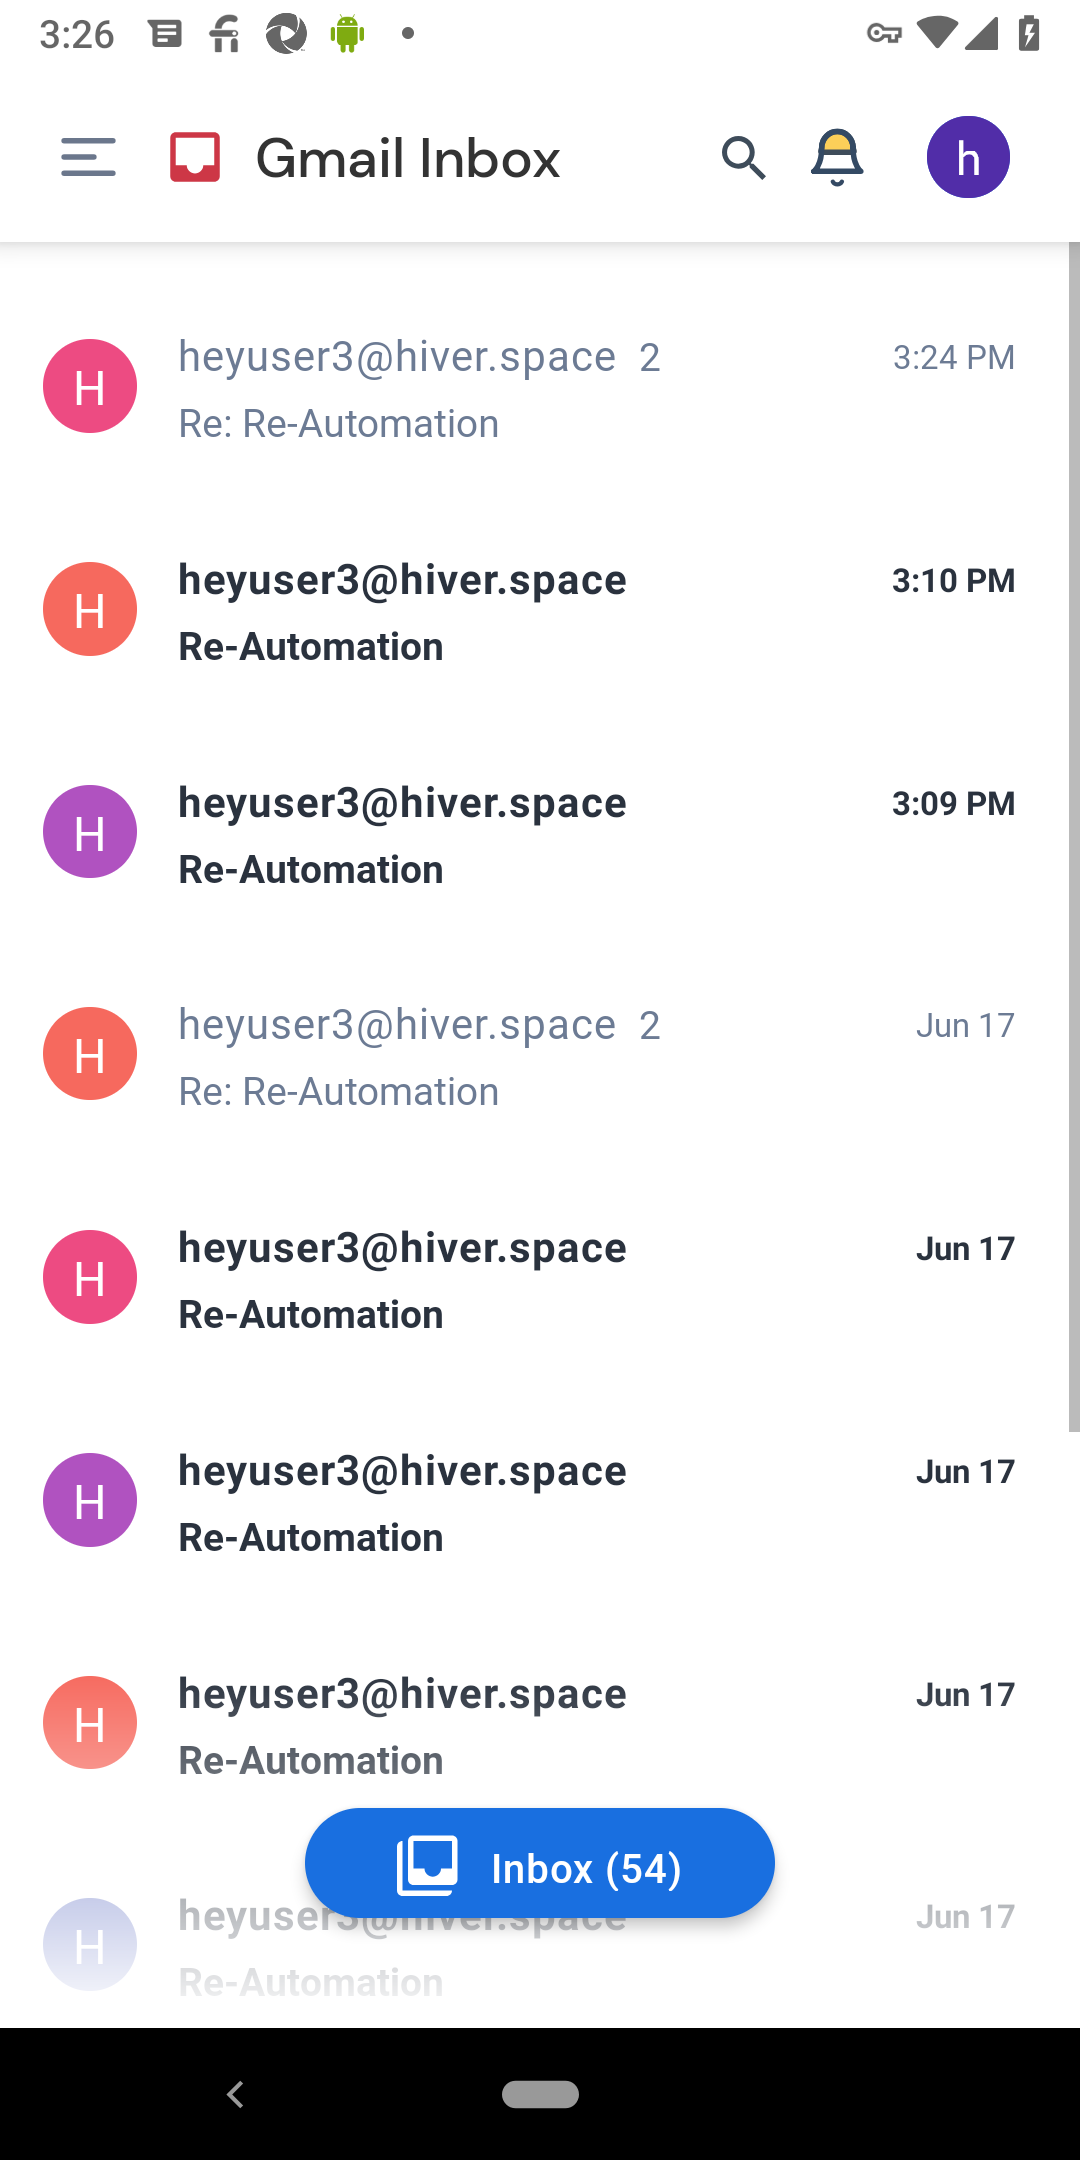 3:26
Gmail Inbox
h
H
heyuser3@hiver.space 2
3:24 PM
Re: Re-Automation
H
heyuser3@hiver.space
3:10 PM
Re-Automation
H
heyuser3@hiver.space
3:09 PM
Re-Automation
H
heyuser3@hiver.space 2
Jun 17
Re: Re-Automation
H
heyuser3@hiver.space
Jun 17
Re-Automation
H
heyuser3@hiver.space
Jun 17
Re-Automation
H
heyuser3@hiver.space
Jun 17
Re-Automation
Inbox (54)
H
heyuser3@hiver.space
Jun 17
Re-Automation